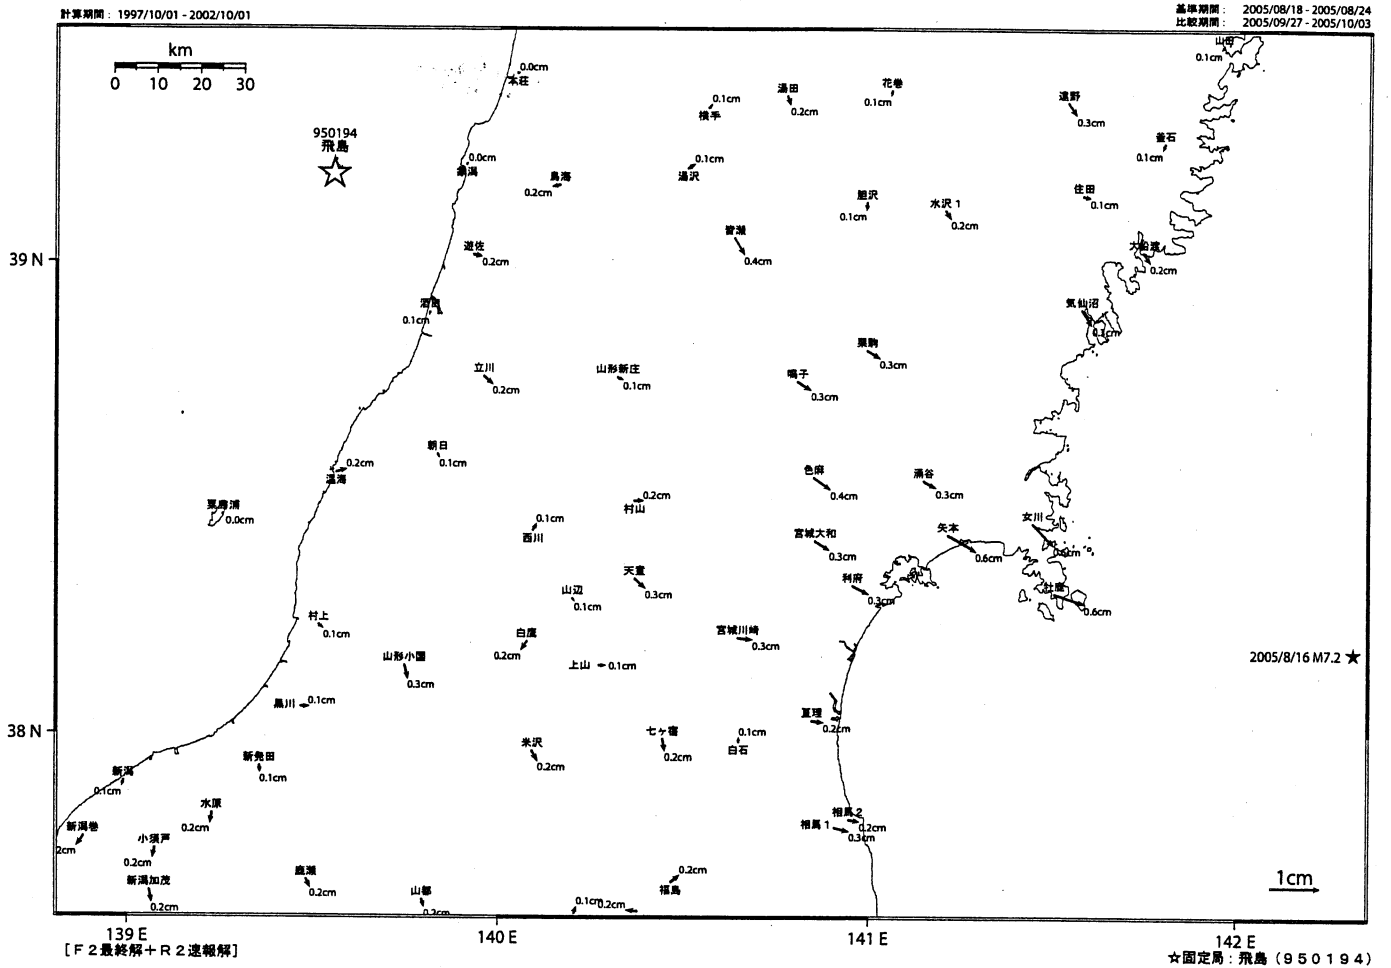 計算期間: 1997/10/01 - 2002/10/01
基準期間: 2005/08/18 - 2005/08/24
比較期間: 2005/09/27 - 2005/10/03
km
0 10 20 30
山田
0.1cm
0.0cm
本荘
950194
飛島
0.0cm
象潟
鳥海
0.2cm
0.1cm
横手
湯田
0.2cm
花巻
0.1cm
遠野
0.3cm
釜石
0.1cm
0.1cm
湯沢
胆沢
0.1cm
水沢1
0.2cm
住田
0.1cm
皆瀬
0.4cm
大船渡
0.2cm
39 N
遊佐
0.2cm
酒田
0.1cm
気仙沼
0.3cm
栗駒
0.3cm
立川
0.2cm
山形新庄
0.1cm
鳴子
0.3cm
朝日
0.1cm
0.2cm
温海
色麻
0.4cm
涌谷
0.3cm
粟島浦
0.0cm
0.2cm
村山
0.1cm
西川
宮城大和
0.3cm
矢本
0.6cm
女川
0.6cm
天童
0.3cm
利府
0.3cm
牡鹿
0.6cm
山辺
0.1cm
村上
0.1cm
白鷹
0.2cm
宮城川崎
0.3cm
山形小国
0.3cm
上山
0.1cm
2005/8/16 M7.2
黒川
0.1cm
38 N
亘理
0.2cm
七ヶ宿
0.2cm
0.1cm
白石
米沢
0.2cm
新発田
0.1cm
新潟
0.1cm
水原
0.2cm
相馬2
0.2cm
相馬1
0.3cm
新潟巻
2cm
小須戸
0.2cm
新潟加茂
0.2cm
鹿瀬
0.2cm
山都
0.2cm
0.2cm
福島
0.1cm
0.2cm
1cm
139 E
140 E
141 E
142 E
[F2最終解+R2速報解]
☆固定局:飛島(950194)